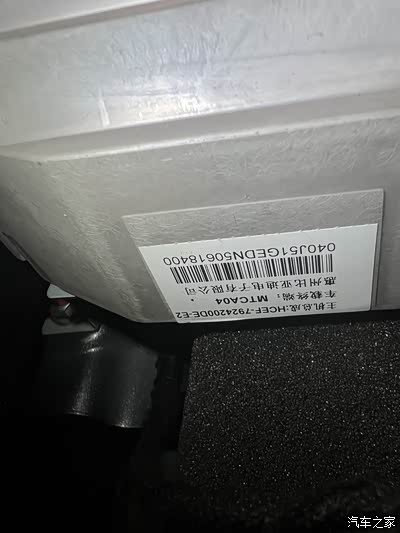 主机总成:HCEF-7924200DE-E2
车载终端：MTCA04
惠州比亚迪电子有限公司
040J51GEDN50618400
汽车之家